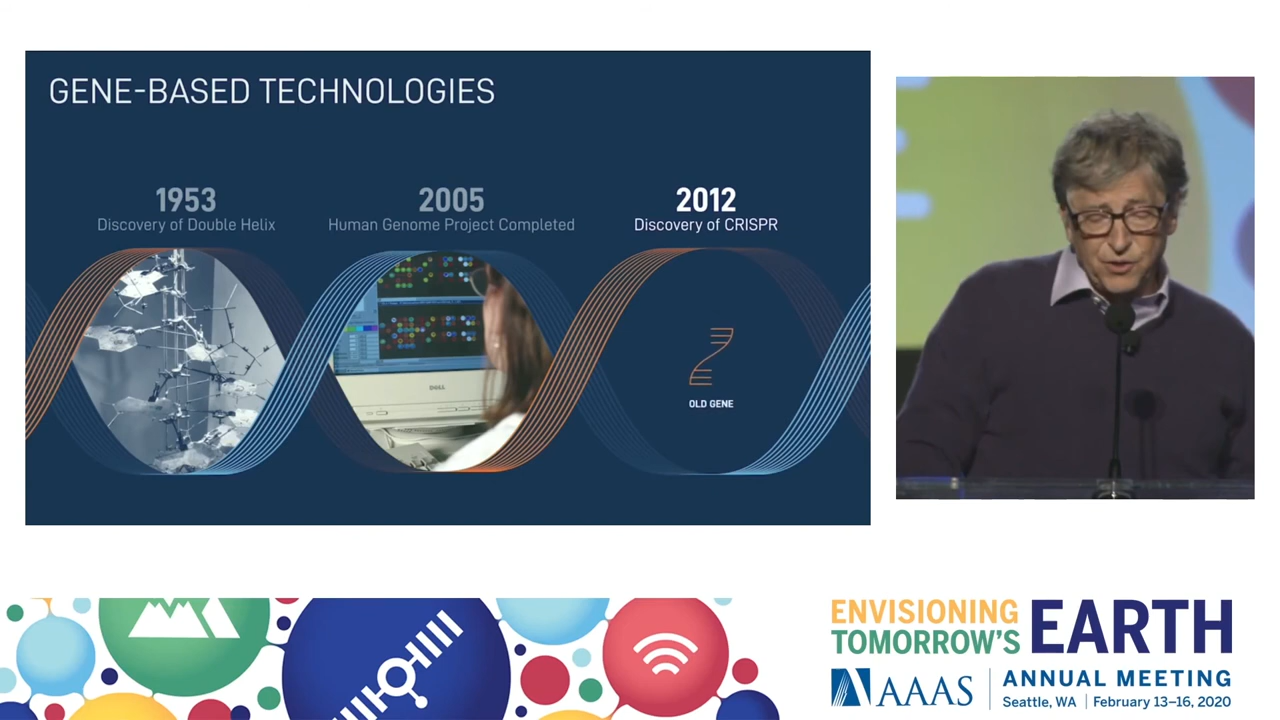 GENE-BASED TECHNOLOGIES
1953
Discovery of Double Helix
2005
Human Genome Project Completed
2012
Discovery of CRISPR
DELL
OLD GENE
ENVISIONING
TOMORROW'S
EARTH
AAAS
ANNUAL MEETING
Seattle, WA | February 13–16, 2020